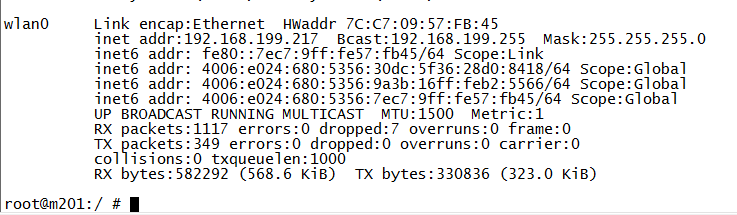 wlan0 Link encap:Ethernet HWaddr 7C:C7:09:57:FB:45
inet addr:192.168.199.217 Bcast:192.168.199.255 Mask:255.255.255.0
inet6 addr: fe80::7ec7:9ff:fe57:fb45/64 Scope:Link
inet6 addr: 4006:e024:680:5356:30dc:5f36:28d0:8418/64 Scope:Global
inet6 addr: 4006:e024:680:5356:9a3b:16ff:feb2:5566/64 Scope:Global
inet6 addr: 4006:e024:680:5356:7ec7:9ff:fe57:fb45/64 Scope:Global
UP BROADCAST RUNNING MULTICAST MTU:1500 Metric:1
RX packets:1117 errors:0 dropped:7 overruns:0 frame:0
TX packets:349 errors:0 dropped:0 overruns:0 carrier:0
collisions:0 txqueuelen:1000
RX bytes:582292 (568.6 KiB) TX bytes:330836 (323.0 KiB)
root@m201:/ #